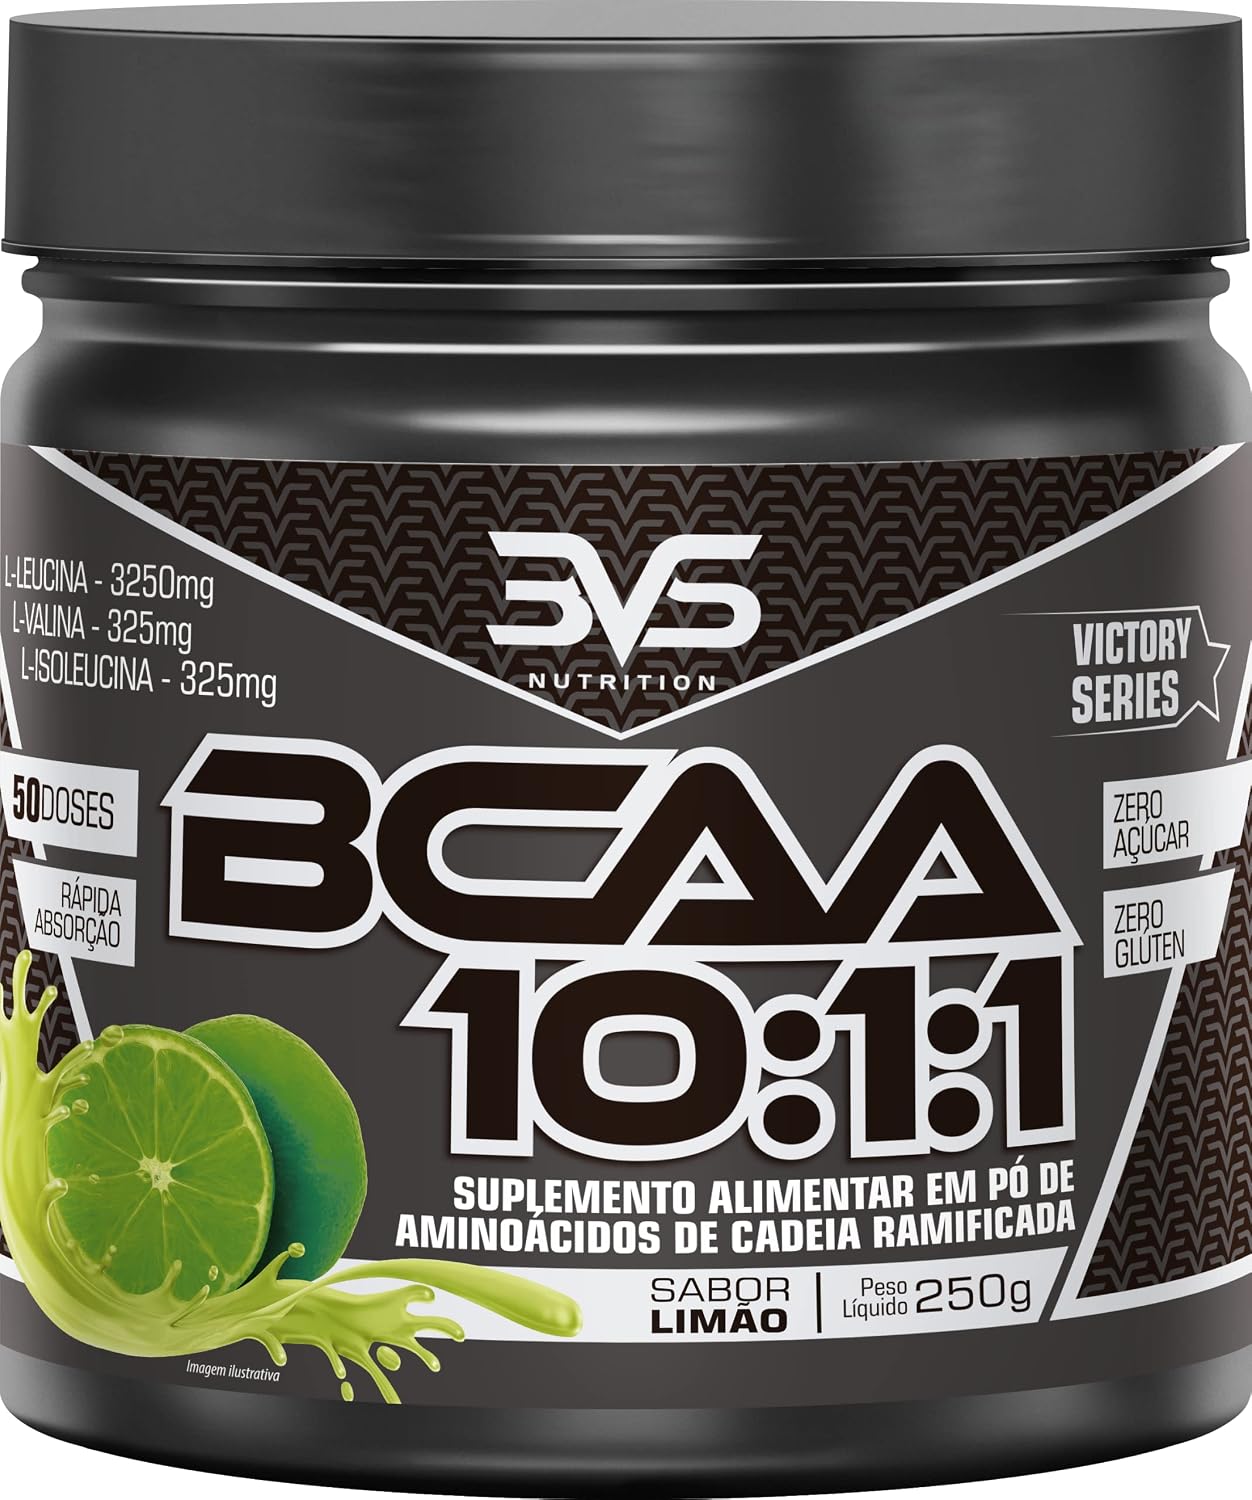 3VS
NUTRITION
L-LEUCINA - 3250mg
L-VALINA - 325mg
L-ISOLEUCINA - 325mg
VICTORY
SERIES
50DOSES
RÁPIDA
ABSORÇÃO
BCAA
10:1:1
ZERO
AÇÚCAR
ZERO
GLÚTEN
SUPLEMENTO ALIMENTAR EM PÓ DE
AMINOÁCIDOS DE CADEIA RAMIFICADA
SABOR
LIMÃO
Peso
Líquido 250g
Imagem ilustrativa